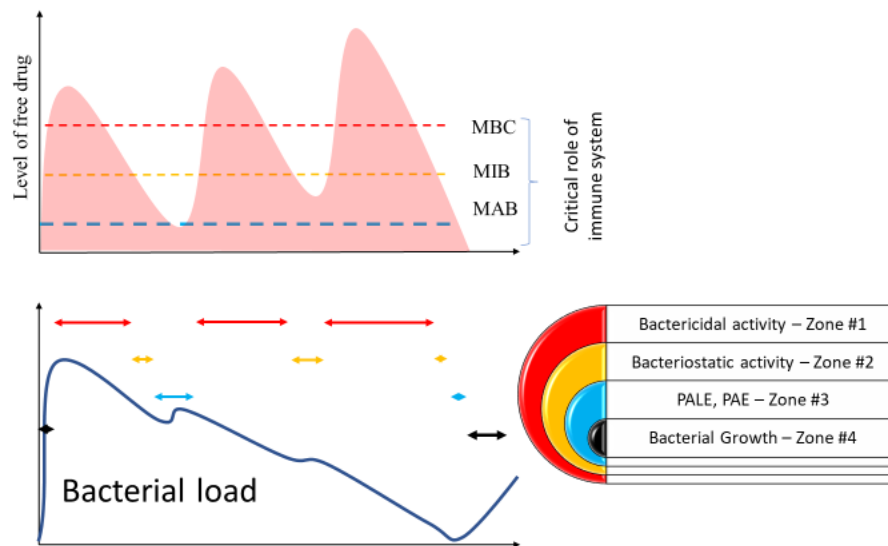 Level of free drug
MBC
MIB
MAB
Critical role of
immune system
Bacterial load
Bactericidal activity – Zone #1
Bacteriostatic activity – Zone #2
PALE, PAE – Zone #3
Bacterial Growth – Zone #4